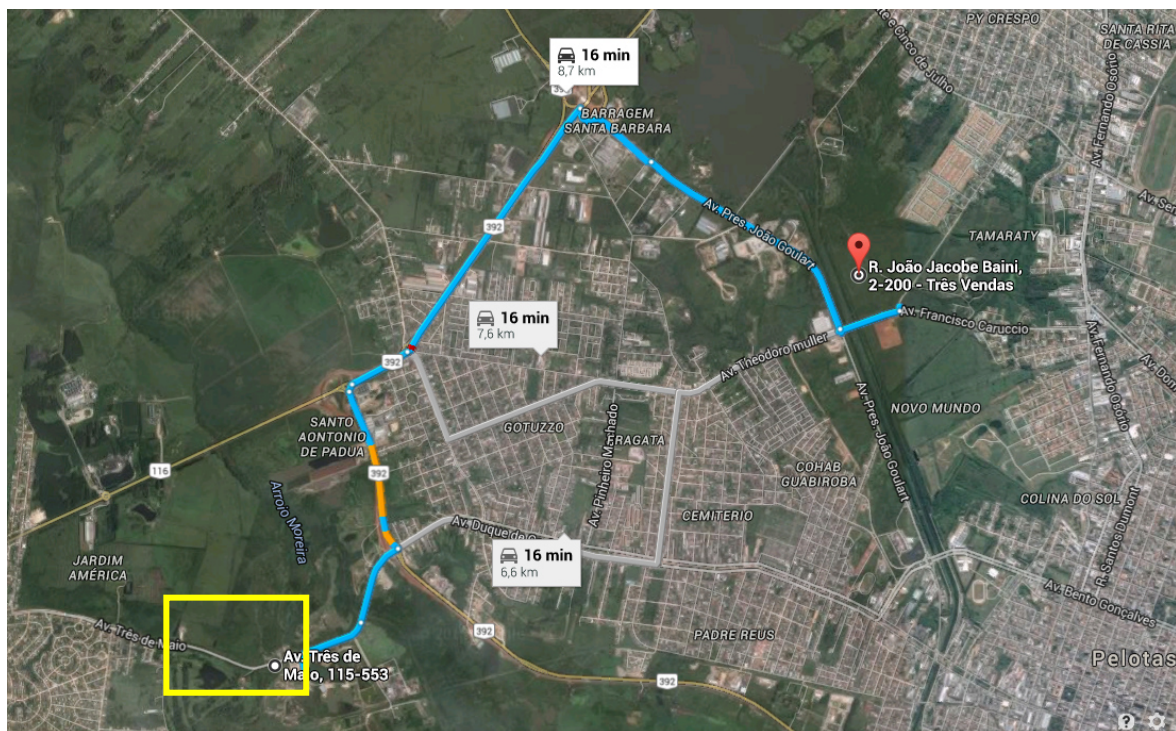 PY CRESPO
SANTA RITA
DE CASSIA
Av. Fernando Osório
16 min
8,7 km
BARRAGEM
SANTA BARBARA
392
392
Av. Pres. João Goulart
TAMARATY
R. João Jacobe Baini,
2-200 - Três Vendas
Av. Francisco Caruccio
16 min
7,6 km
Av. Theodoro muller
392
Av. Fernando Osório
NOVO MUNDO
SANTO
AONTONIO
DE PADUA
GOTUZZO
Av. Pinheiro Machado
FRAGATA
Av. Pres. João Goulart
116
392
COHAB
GUABIROBA
COLINA DO SOL
Arroio Moreira
CEMITERIO
R. Santos Dumont
Av. Duque de
16 min
6,6 km
JARDIM
AMÉRICA
Av. Bento Gonçalves
Av. Três de Maio
392
PADRE REUS
Av. Três de
Maio, 115-553
392
Pelotas
?